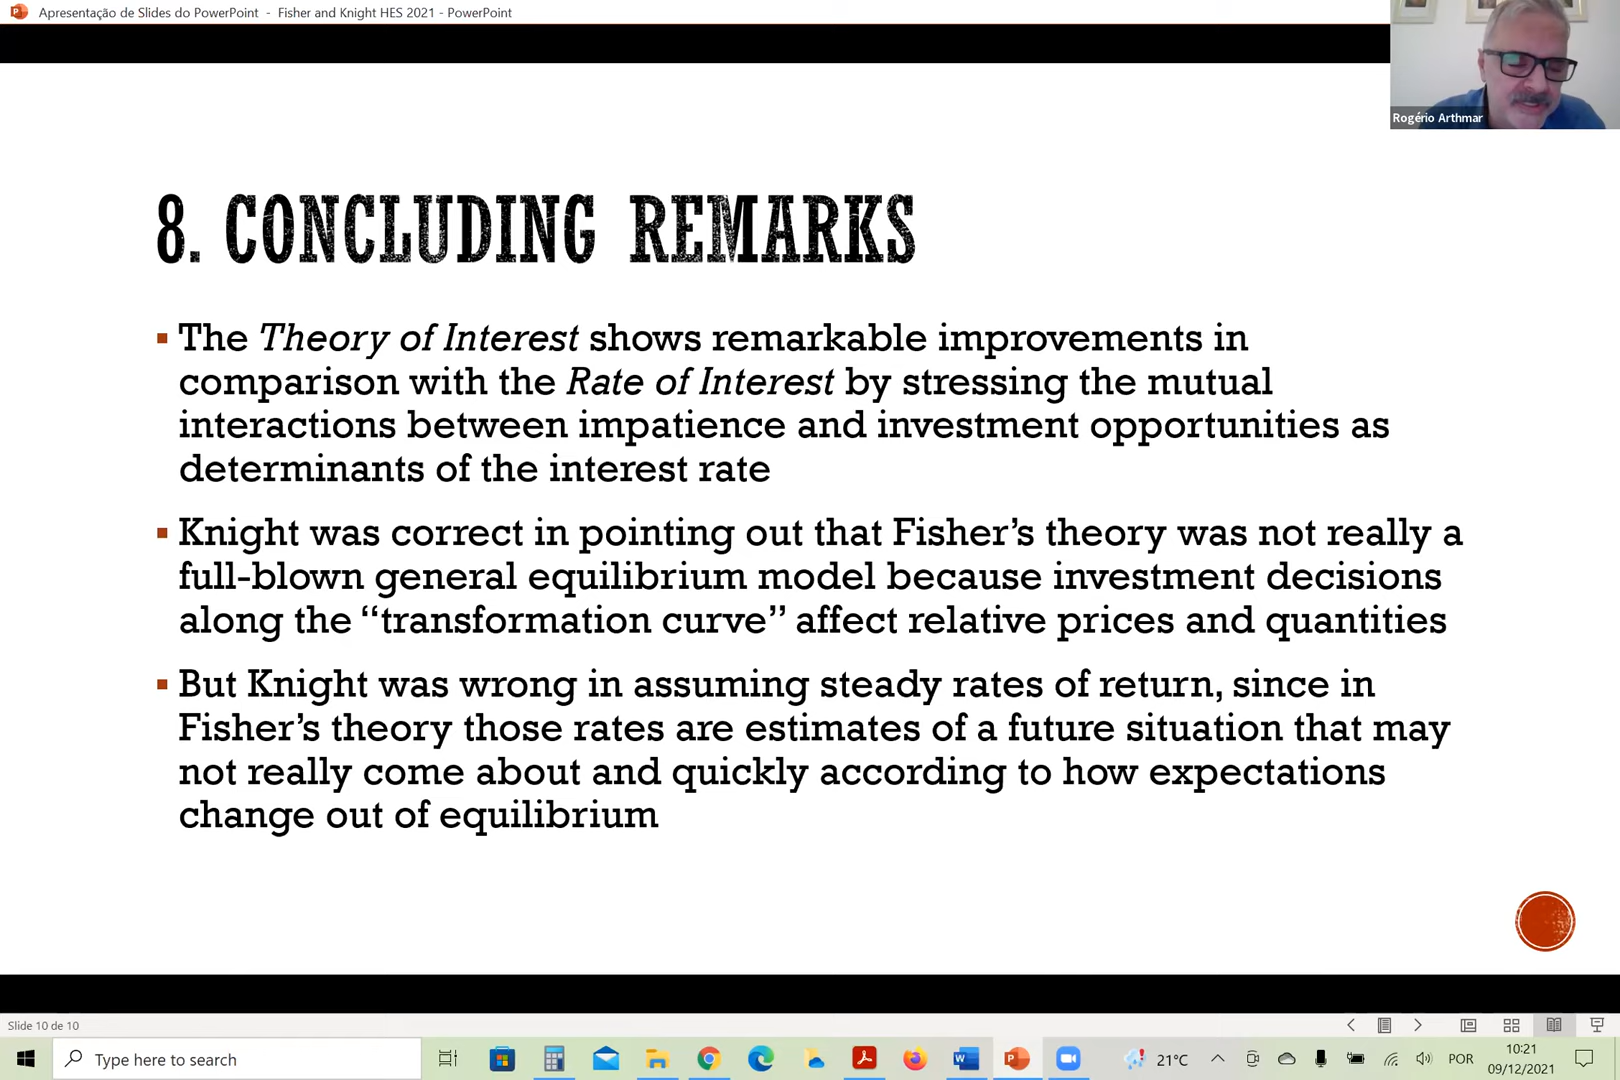 Apresentação de Slides do PowerPoint - Fisher and Knight HES 2021 - PowerPoint
Rogério Arthmar
8. CONCLUDING REMARKS
The Theory of Interest shows remarkable improvements in
comparison with the Rate of Interest by stressing the mutual
interactions between impatience and investment opportunities as
determinants of the interest rate
Knight was correct in pointing out that Fisher’s theory was not really a
full-blown general equilibrium model because investment decisions
along the “transformation curve” affect relative prices and quantities
But Knight was wrong in assuming steady rates of return, since in
Fisher’s theory those rates are estimates of a future situation that may
not really come about and quickly according to how expectations
change out of equilibrium
Slide 10 de 10
Type here to search
21°C
POR
10:21
09/12/2021